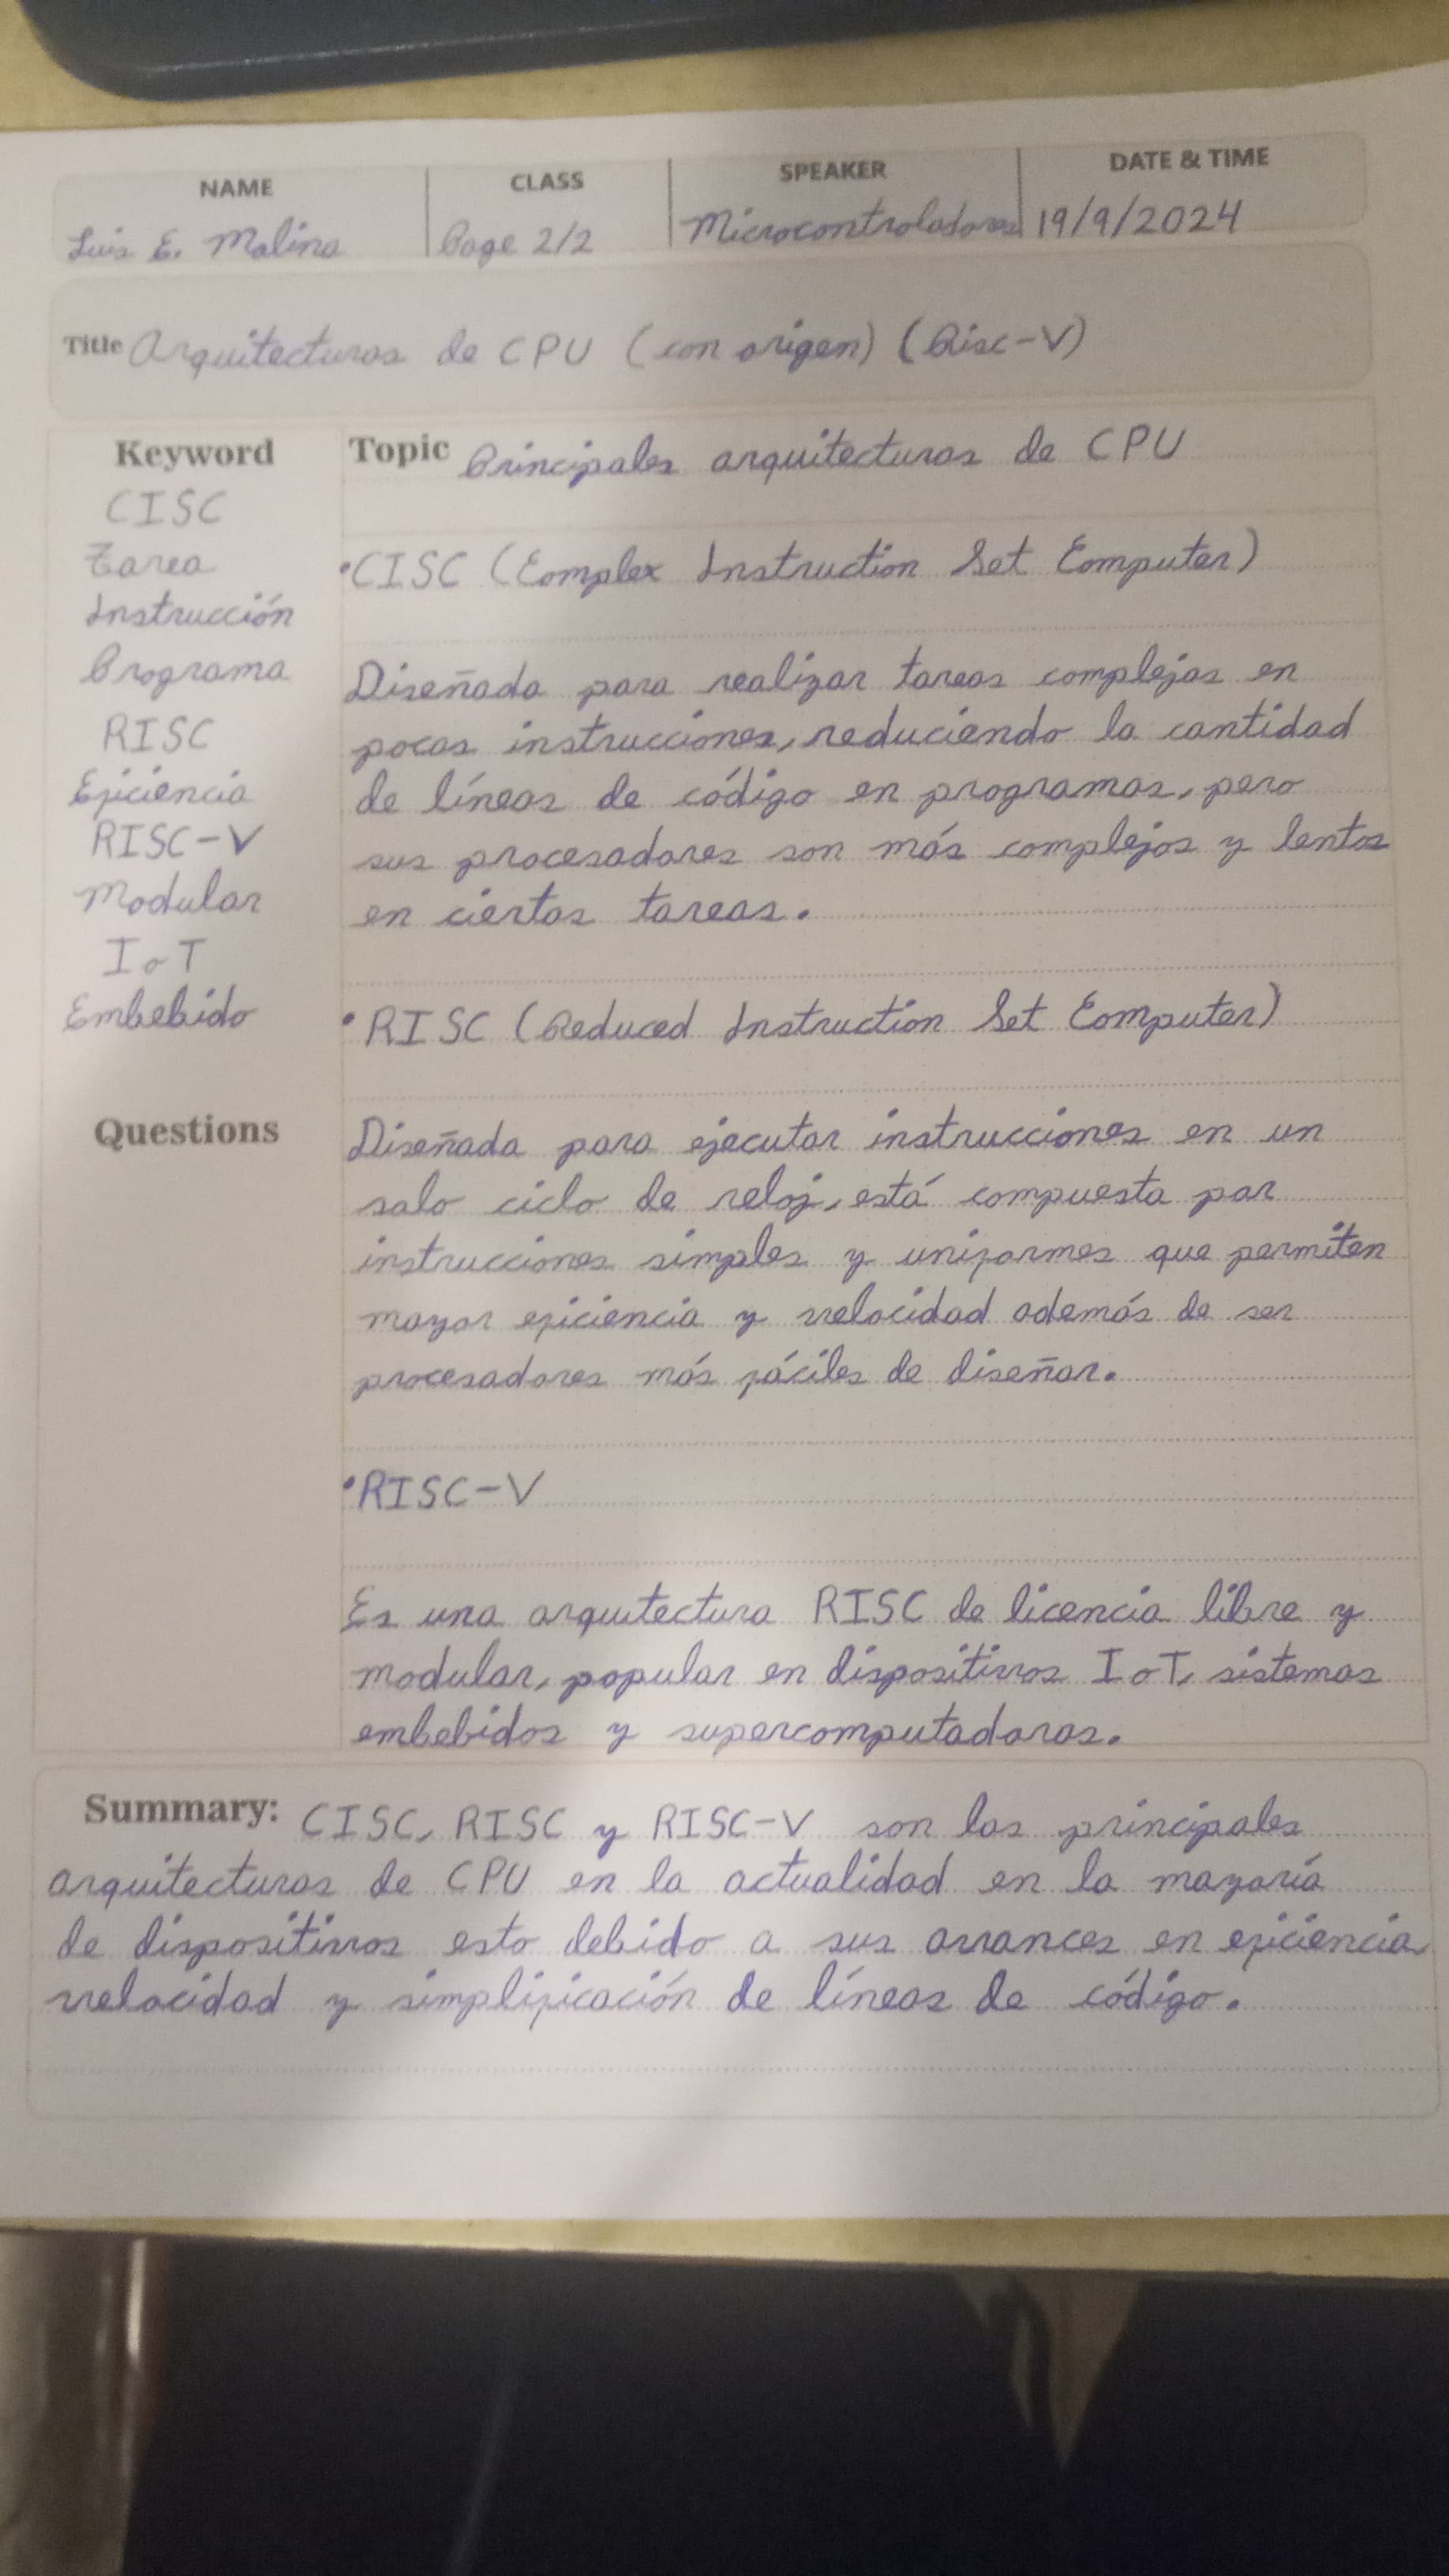 NAME CLASS SPEAKER DATE & TIME
Luis E. Molina Page 2/2 Microcontroladores 19/9/2024
Title Arquitecturas de CPU (con origen) (Risc-V)
Keyword
CISC
Tarea
Instrucción
Programa
RISC
Eficiencia
RISC-V
Modular
IoT
Embebido
Questions
Topic Principales arquitecturas de CPU
•CISC (Complex Instruction Set Computer)
Diseñada para realizar tareas complejas en
pocas instrucciones, reduciendo la cantidad
de líneas de código en programas, pero
sus procesadores son más complejos y lentos
en ciertas tareas.
•RISC (Reduced Instruction Set Computer)
Diseñada para ejecutar instrucciones en un
solo ciclo de reloj, está compuesta por
instrucciones simples y uniformes que permiten
mayor eficiencia y velocidad además de ser
procesadores más fáciles de diseñar.
•RISC-V
Es una arquitectura RISC de licencia libre y
modular, popular en dispositivos IoT, sistemas
embebidos y supercomputadoras.
Summary: CISC, RISC y RISC-V son las principales
arquitecturas de CPU en la actualidad en la mayoría
de dispositivos esto debido a sus avances en eficiencia,
velocidad y simplificación de líneas de código.